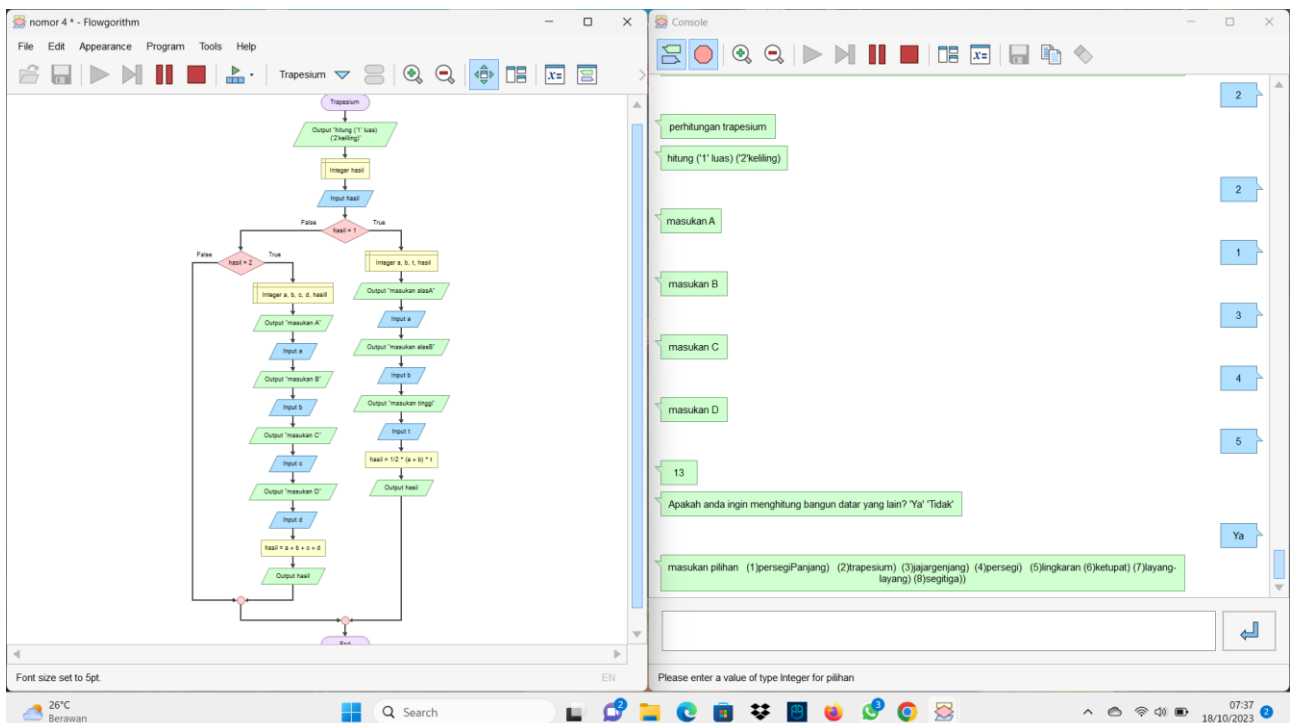 nomor 4 * - Flowgorithm
File Edit Appearance Program Tools Help
Trapesium
Trapesium
Output "hitung ('1' luas)
('2'keliling)"
Integer hasil
Input hasil
False
True
hasil = 1
False
True
hasil = 2
Integer a, b, c, d, hasill
Output "masukan A"
Input a
Output "masukan B"
Input b
Output "masukan C"
Input c
Output "masukan D"
Input d
hasil = a + b + c + d
Output hasil
Integer a, b, t, hasil
Output "masukan alasA"
Input a
Output "masukan alasB"
Input b
Output "masukan tinggi"
Input t
hasil = 1/2 * (a + b) * t
Output hasil
End
Font size set to 5pt.
EN
Console
2
perhitungan trapesium
hitung ('1' luas) ('2'keliling)
2
masukan A
1
masukan B
3
masukan C
4
masukan D
5
13
Apakah anda ingin menghitung bangun datar yang lain? 'Ya' 'Tidak'
Ya
masukan pilihan (1)persegiPanjang) (2)trapesium) (3)jajargenjang) (4)persegi) (5)lingkaran (6)ketupat) (7)layang-
layang) (8)segitiga))
Please enter a value of type Integer for pilihan
26°C
Berawan
Search
2
3
07:37
18/10/2023
2